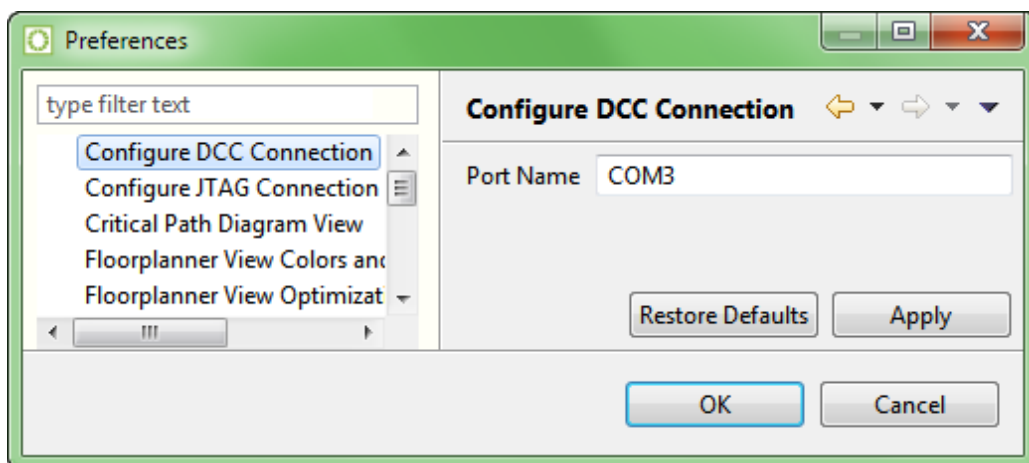 Preferences
type filter text
Configure DCC Connection
Configure JTAG Connection
Critical Path Diagram View
Floorplanner View Colors and
Floorplanner View Optimizat
Configure DCC Connection
Port Name COM3
Restore Defaults Apply
OK Cancel